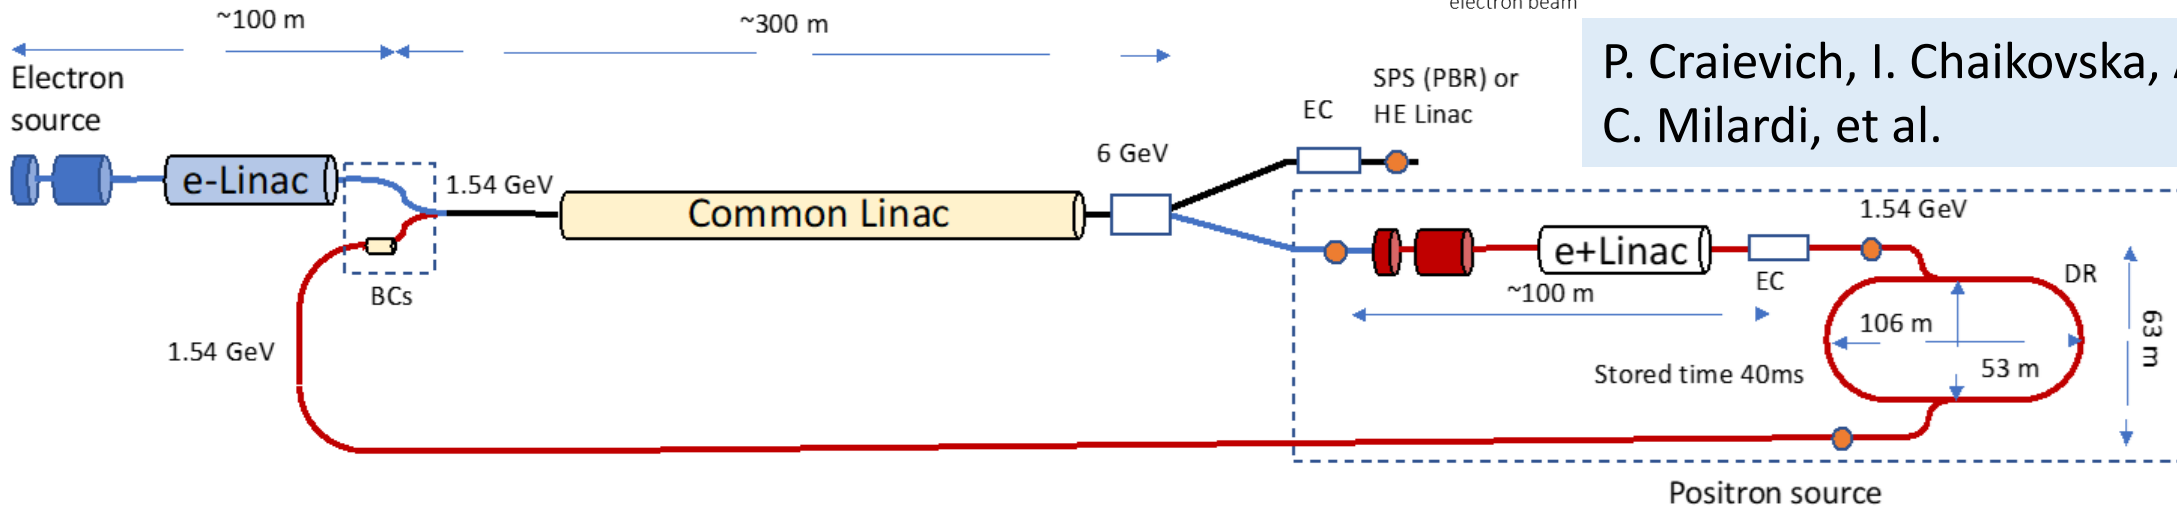 electron beam
~100 m
~300 m
P. Craievich, I. Chaikovska,
C. Milardi, et al.
Electron
source
SPS (PBR) or
HE Linac
EC
6 GeV
e-Linac
1.54 GeV
Common Linac
BCs
1.54 GeV
e+Linac
~100 m
EC
1.54 GeV
DR
106 m
53 m
63 m
Stored time 40ms
Positron source